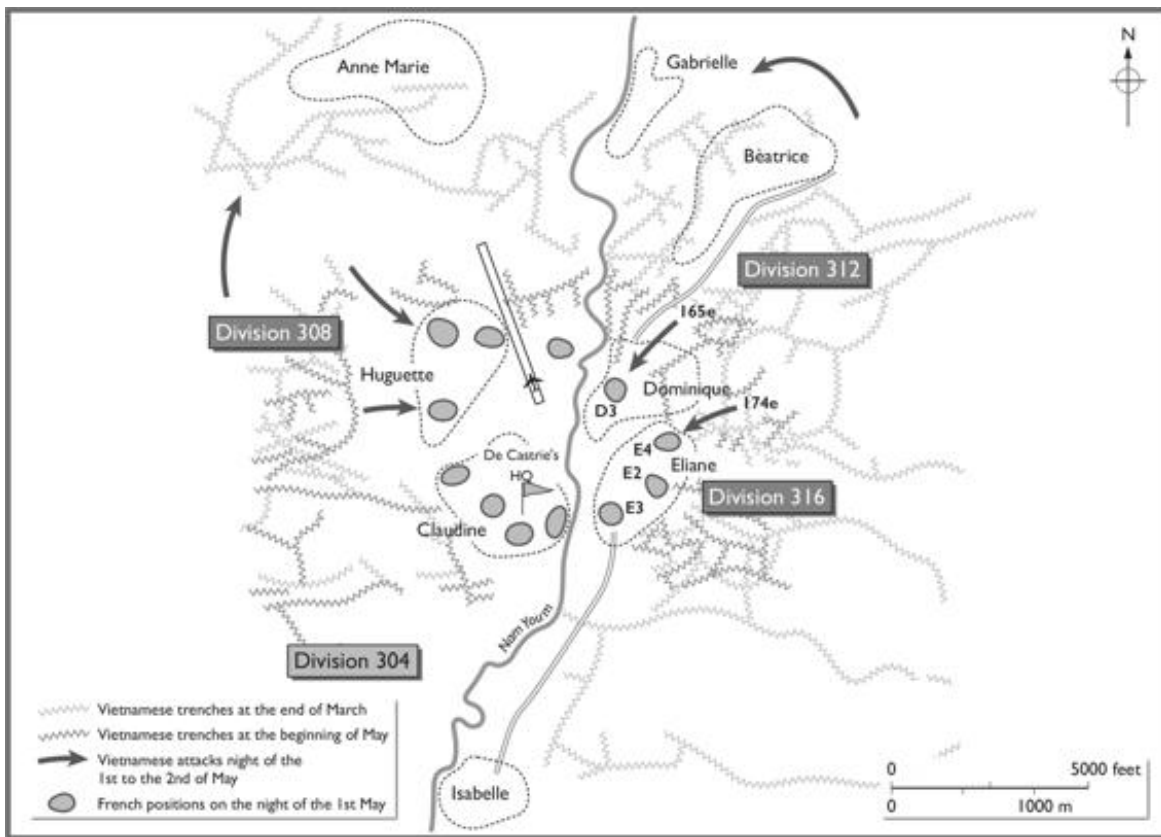 N
Anne Marie
Gabrielle
Bèatrice
Division 312
165e
Division 308
Huguette
Dominique
D3
174e
E4
De Castrie's
HQ
Eliane
E2
Division 316
E3
Claudine
Nam Youm
Division 304
Vietnamese trenches at the end of March
Vietnamese trenches at the beginning of May
Vietnamese attacks night of the
1st to the 2nd of May
French positions on the night of the 1st May
Isabelle
0 5000 feet
0 1000 m